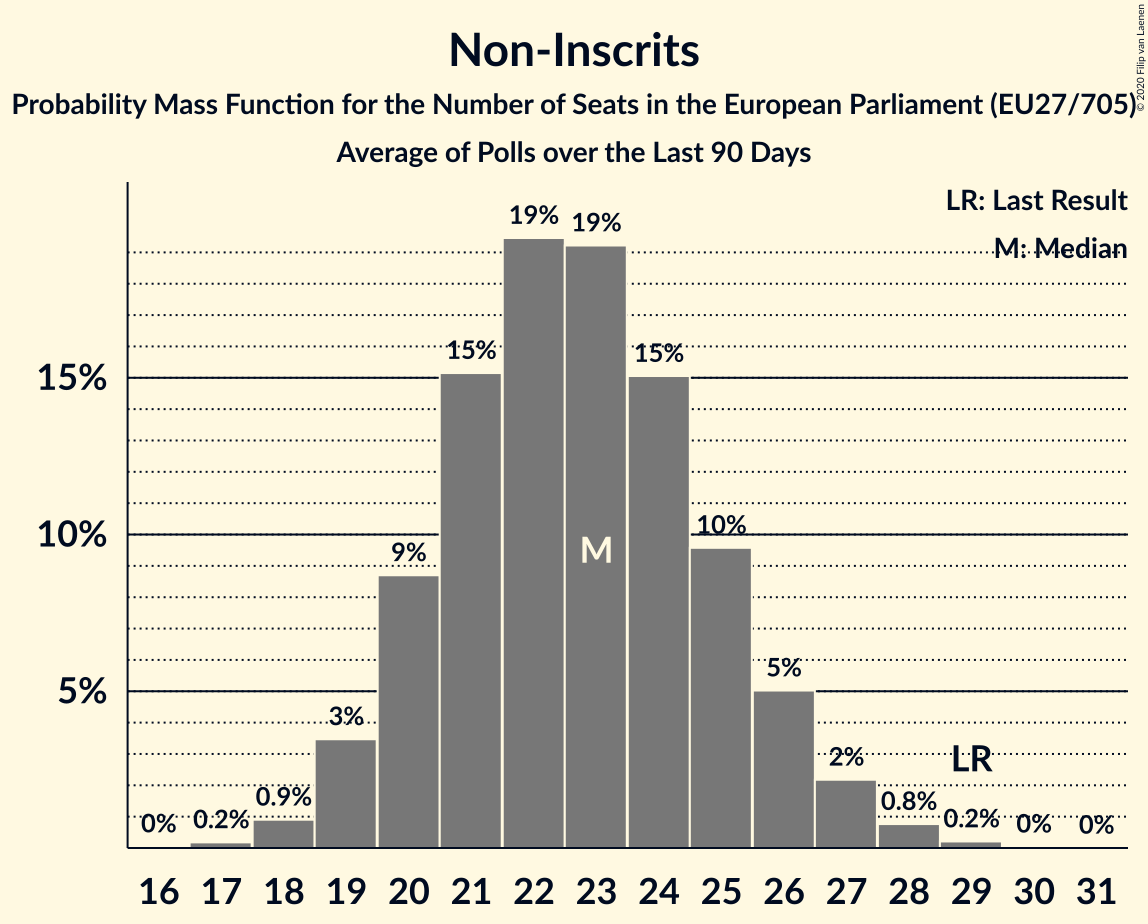 Non-Inscrits
Probability Mass Function for the Number of Seats in the European Parliament (EU27/705)
Average of Polls over the Last 90 Days
© 2020 Filip van Laenen
LR: Last Result
M: Median
19% 19%
15% 15%
15%
10%
10%
9%
M
5%
5%
3%
2%
LR
0% 0.2% 0.9% 0.8% 0.2% 0% 0%
16 17 18 19 20 21 22 23 24 25 26 27 28 29 30 31